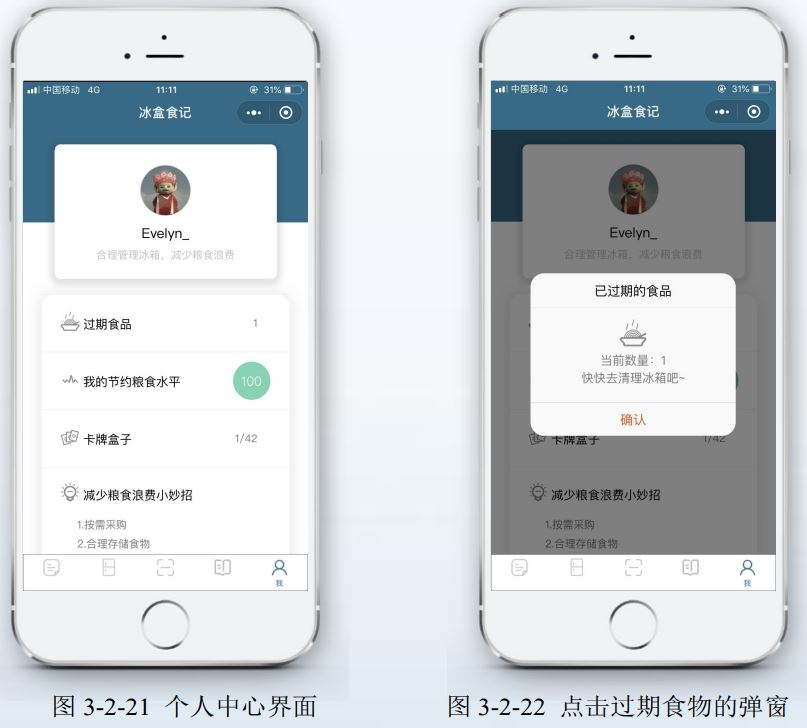 中国移动 4G 11:11 31%
冰盒食记
Evelyn_
合理管理冰箱，减少粮食浪费
过期食品 1
我的节约粮食水平 100
卡牌盒子 1/42
减少粮食浪费小妙招
1.按需采购
2.合理存储食物
我
图 3-2-21 个人中心界面
中国移动 4G 11:11 31%
冰盒食记
Evelyn_
合理管理冰箱，减少粮食浪费
已过期的食品
当前数量：1
快快去清理冰箱吧~
确认
卡牌盒子 1/42
减少粮食浪费小妙招
1.按需采购
2.合理存储食物
我
图 3-2-22 点击过期食物的弹窗